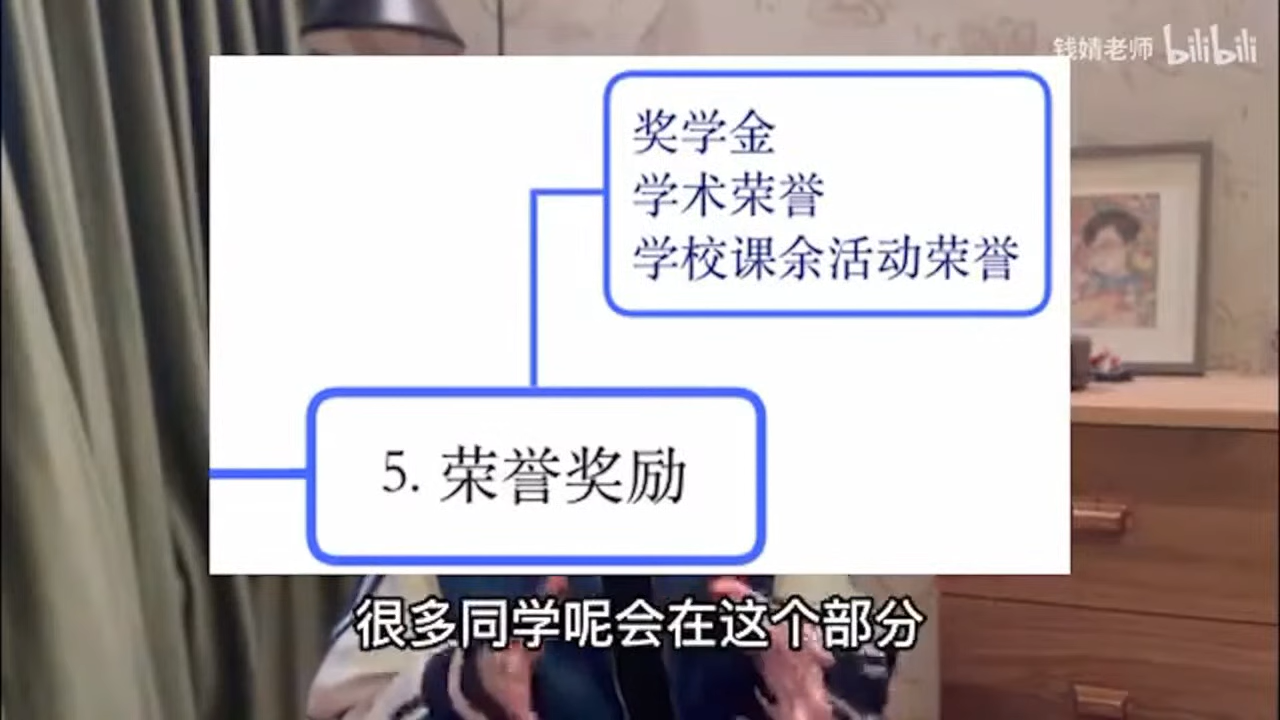 钱婧老师 bilibili
奖学金
学术荣誉
学校课余活动荣誉
5. 荣誉奖励
很多同学呢会在这个部分